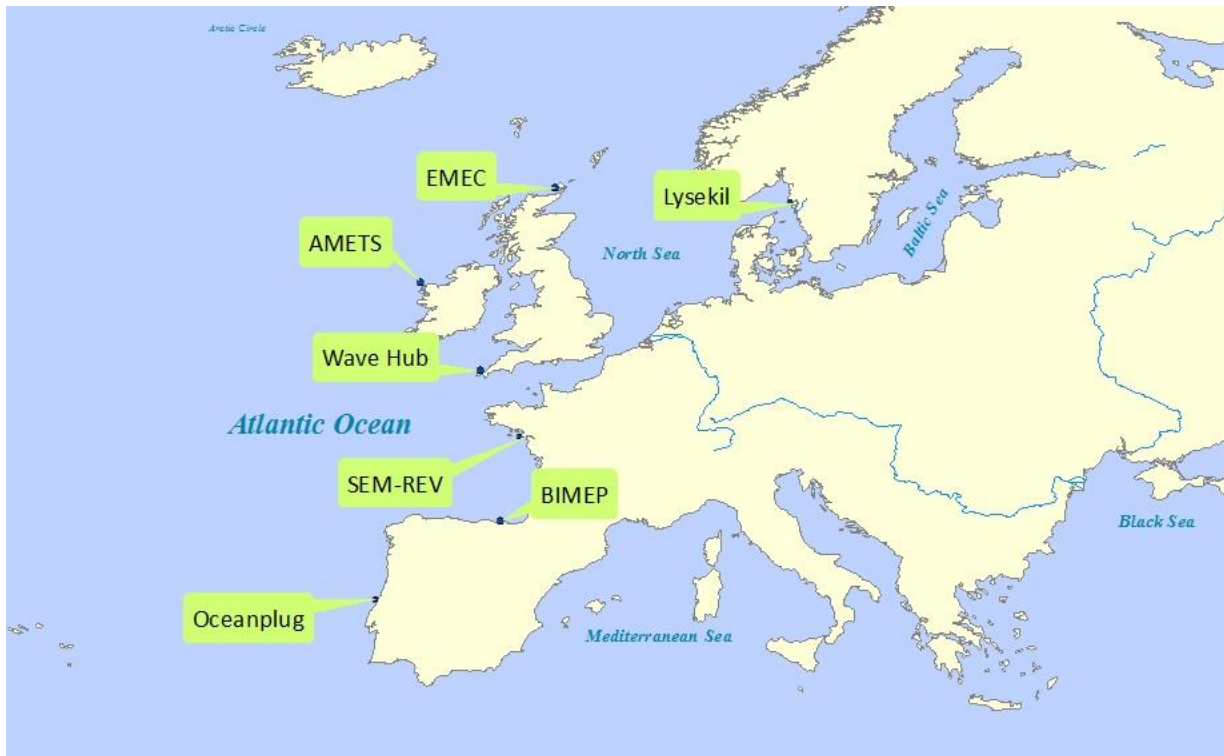 Arctic Circle
EMEC
Lysekil
AMETS
North Sea
Baltic Sea
Wave Hub
Atlantic Ocean
SEM-REV
BIMEP
Black Sea
Oceanplug
Mediterranean Sea